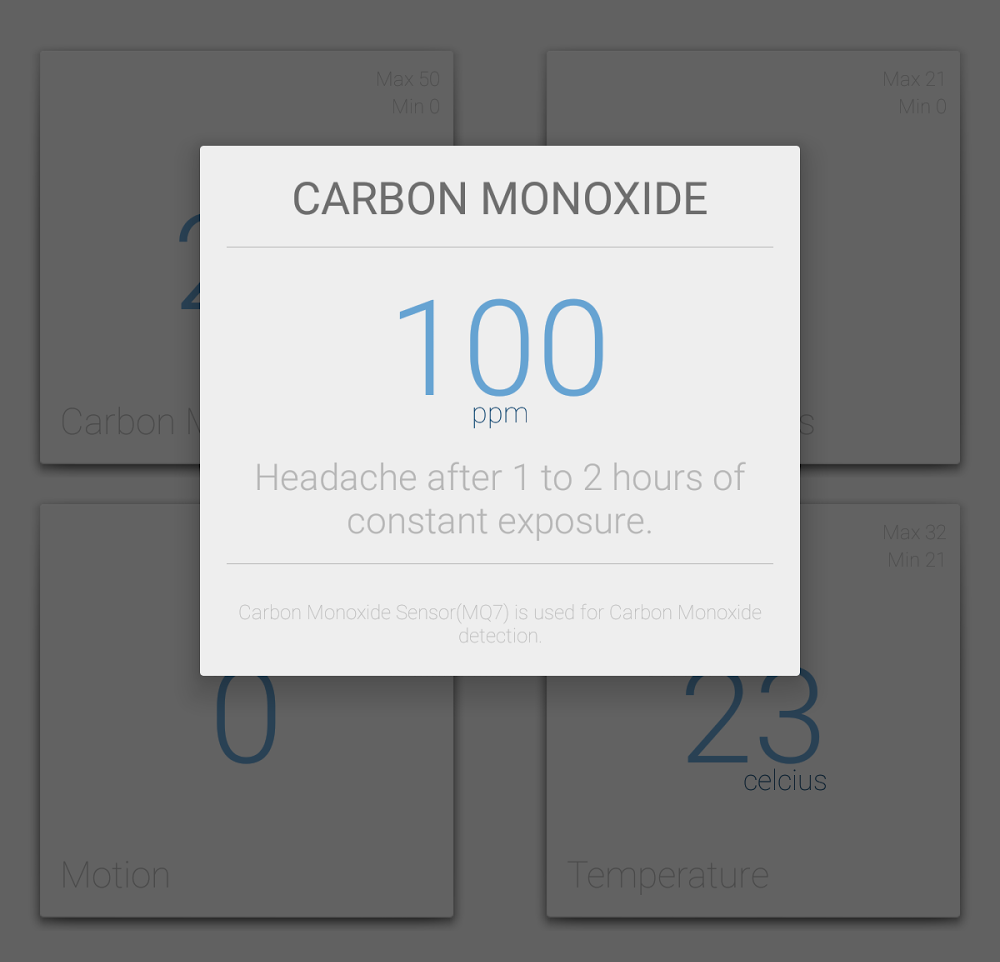 Max 50
Min 0
Max 21
Min 0
CARBON MONOXIDE
100
ppm
Headache after 1 to 2 hours of
constant exposure.
Carbon Monoxide Sensor(MQ7) is used for Carbon Monoxide
detection.
2
Carbon
Max 32
Min 21
0
Motion
23
celcius
Temperature